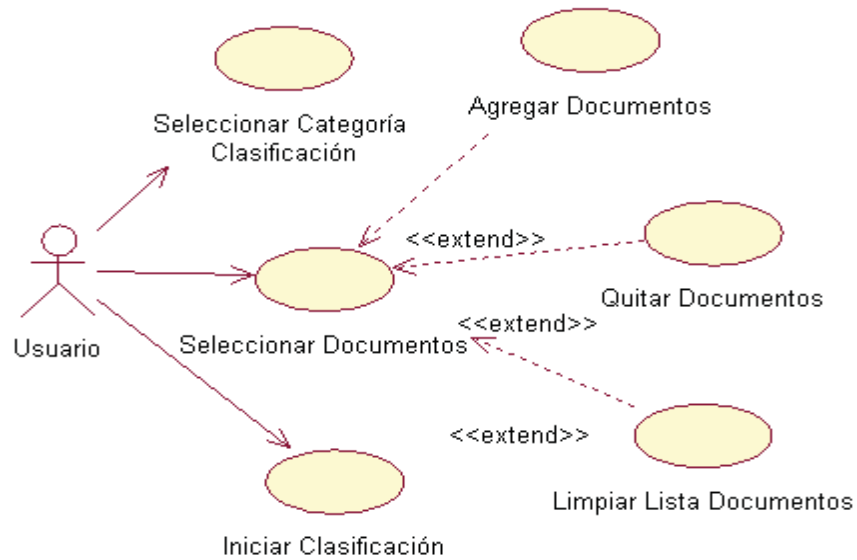 Seleccionar Categoría
Clasificación
Agregar Documentos
<<extend>>
Quitar Documentos
Usuario
Seleccionar Documentos
<<extend>>
<<extend>>
Limpiar Lista Documentos
Iniciar Clasificación